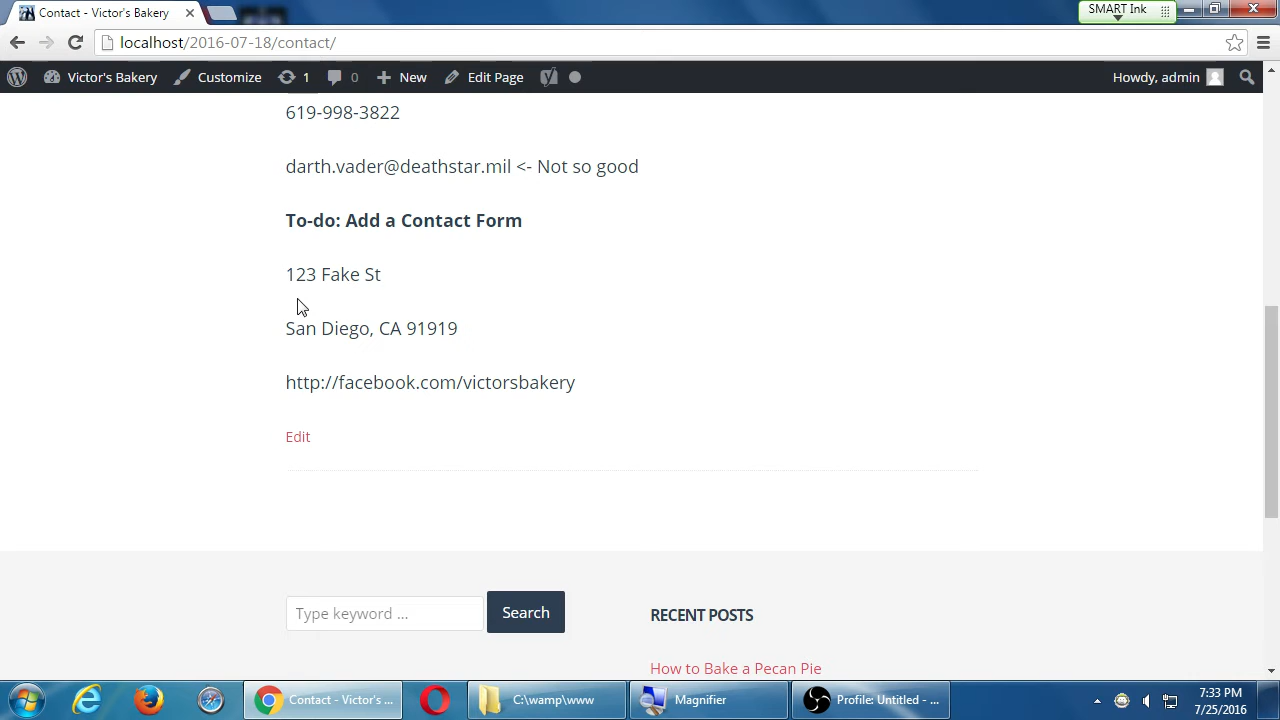 Contact - Victor's Bakery
SMART Ink
localhost/2016-07-18/contact/
Victor's Bakery Customize 1 0 New Edit Page Howdy, admin
619-998-3822
darth.vader@deathstar.mil <- Not so good
To-do: Add a Contact Form
123 Fake St
San Diego, CA 91919
http://facebook.com/victorsbakery
Edit
Type keyword ... Search
RECENT POSTS
How to Bake a Pecan Pie
Contact - Victor's ... C:\wamp\www Magnifier Profile: Untitled - ...
7:33 PM
7/25/2016